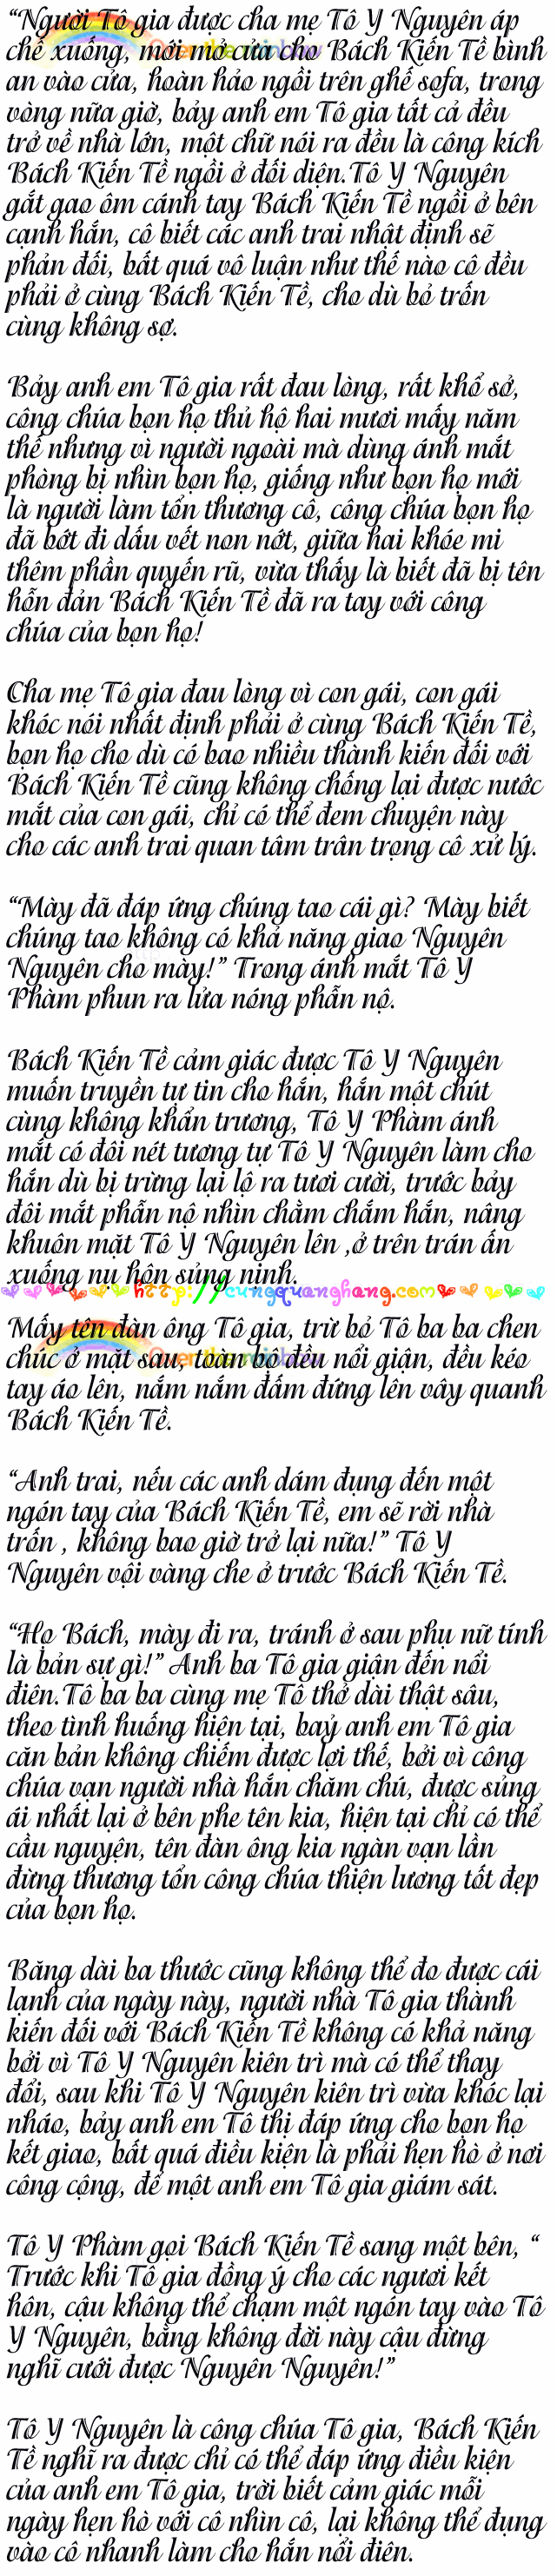 “Người Tô gia được cha mẹ Tô Y Nguyên áp
chế xuống, mới mở cửa cho Bách Kiến Tề bình
an vào cửa, hoàn hảo ngồi trên ghế sofa, trong
vòng nữa giờ, bảy anh em Tô gia tất cả đều
trở về nhà lớn, một chữ nói ra đều là công kích
Bách Kiến Tề ngồi ở đối diện.Tô Y Nguyên
gắt gao ôm cánh tay Bách Kiến Tề ngồi ở bên
cạnh hắn, cô biết các anh trai nhật định sẽ
phản đối, bất quá vô luận như thế nào cô đều
phải ở cùng Bách Kiến Tề, cho dù bỏ trốn
cùng không sợ.
Bảy anh em Tô gia rất đau lòng, rất khổ sở,
công chúa bọn họ thủ hộ hai mươi mấy năm
thế nhưng vì người ngoài mà dùng ánh mắt
phòng bị nhìn bọn họ, giống như bọn họ mới
là người làm tổn thương cô, công chúa bọn họ
đã bớt đi dấu vết non nớt, giữa hai khóe mi
thêm phần quyến rũ, vừa thấy là biết đã bị tên
hỗn đản Bách Kiến Tề đã ra tay với công
chúa của bọn họ!
Cha mẹ Tô gia đau lòng vì con gái, con gái
khóc nói nhất định phải ở cùng Bách Kiến Tề,
bọn họ cho dù có bao nhiều thành kiến đối với
Bách Kiến Tề cũng không chống lại được nước
mắt của con gái, chỉ có thể đem chuyện này
cho các anh trai quan tâm trân trọng cô xử lý.
“Mày đã đáp ứng chúng tao cái gì? Mày biết
chúng tao không có khả năng giao Nguyên
Nguyên cho mày!” Trong ánh mắt Tô Y
Phàm phun ra lửa nóng phẫn nộ.
Bách Kiến Tề cảm giác được Tô Y Nguyên
muốn truyền tự tin cho hắn, hắn một chút
cùng không khẩn trương, Tô Y Phàm ánh
mắt có đôi nét tương tự Tô Y Nguyên làm cho
hắn dù bị trừng lại lộ ra tươi cười, trước bảy
đôi mắt phẫn nộ nhìn chằm chắm hắn, nâng
khuôn mặt Tô Y Nguyên lên ,ở trên trán ấn
xuống nụ hôn sủng nịnh.
http://cungquanghang.com
Mấy tên đàn ông Tô gia, trừ bỏ Tô ba ba chen
chúc ở mặt sau, toàn bộ đều nổi giận, đều kéo
tay áo lên, nắm nắm đấm đứng lên vây quanh
Bách Kiến Tề.
“Anh trai, nếu các anh dám đụng đến một
ngón tay của Bách Kiến Tề, em sẽ rời nhà
trốn , không bao giờ trở lại nữa!” Tô Y
Nguyên vội vàng che ở trước Bách Kiến Tề.
“Họ Bách, mày đi ra, tránh ở sau phụ nữ tính
là bản sự gì!” Anh ba Tô gia giận đến nổi
điên.Tô ba ba cùng mẹ Tô thở dài thật sâu,
theo tình huống hiện tại, baỷ anh em Tô gia
căn bản không chiếm được lợi thế, bởi vì công
chúa vạn người nhà hắn chăm chú, được sủng
ái nhất lại ở bên phe tên kia, hiện tại chỉ có thể
cầu nguyện, tên đàn ông kia ngàn vạn lần
đừng thương tổn công chúa thiện lương tốt đẹp
của bọn họ.
Băng dài ba thước cũng không thể đo được cái
lạnh của ngày này, người nhà Tô gia thành
kiến đối với Bách Kiến Tề không có khả năng
bởi vì Tô Y Nguyên kiên trì mà có thể thay
đổi, sau khi Tô Y Nguyên kiên trì vừa khóc lại
nháo, bảy anh em Tô thị đáp ứng cho bọn họ
kết giao, bất quá điều kiện là phải hẹn hò ở nơi
công cộng, để một anh em Tô gia giám sát.
Tô Y Phàm gọi Bách Kiến Tề sang một bên, “
Trước khi Tô gia đồng ý cho các ngươi kết
hôn, cậu không thể chạm một ngón tay vào Tô
Y Nguyên, bằng không đời này cậu đừng
nghĩ cưới được Nguyên Nguyên!”
Tô Y Nguyên là công chúa Tô gia, Bách Kiến
Tề nghĩ ra được chỉ có thể đáp ứng điều kiện
của anh em Tô gia, trời biết cảm giác mỗi
ngày hẹn hò với cô nhìn cô, lại không thể đụng
vào cô nhanh làm cho hắn nổi điên.